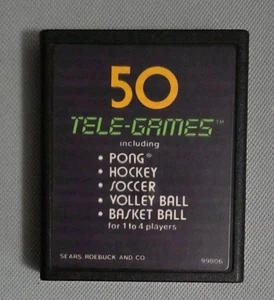 50
TELE-GAMES™
including
• PONG®
• HOCKEY
• SOCCER
• VOLLEY BALL
• BASKET BALL
for 1 to 4 players
SEARS, ROEBUCK AND CO 99806